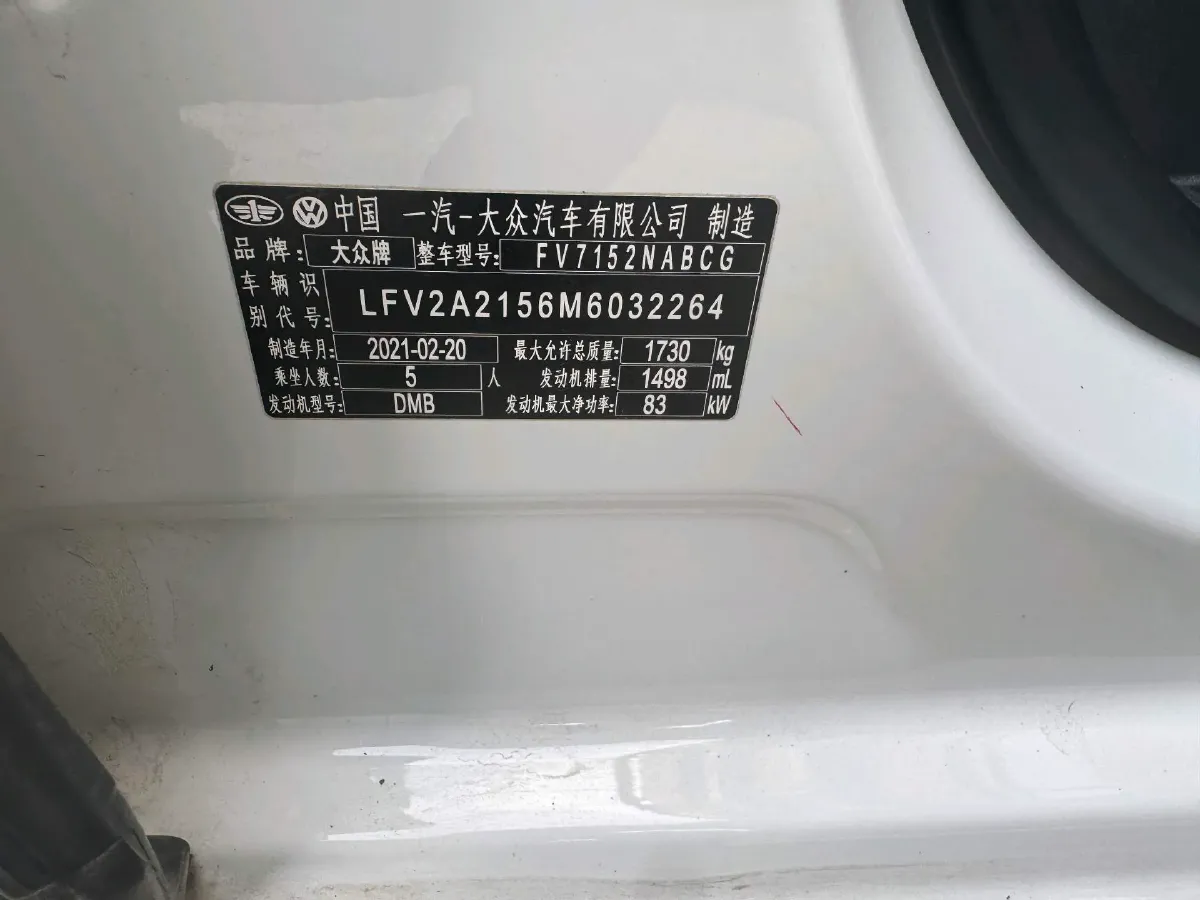 中国 一汽-大众汽车有限公司 制造
品牌: 大众牌 整车型号: FV7152NABCG
车辆识
别代号: LFV2A2156M6032264
制造年月: 2021-02-20 最大允许总质量: 1730 kg
乘坐人数: 5 人 发动机排量: 1498 mL
发动机型号: DMB 发动机最大净功率: 83 kW